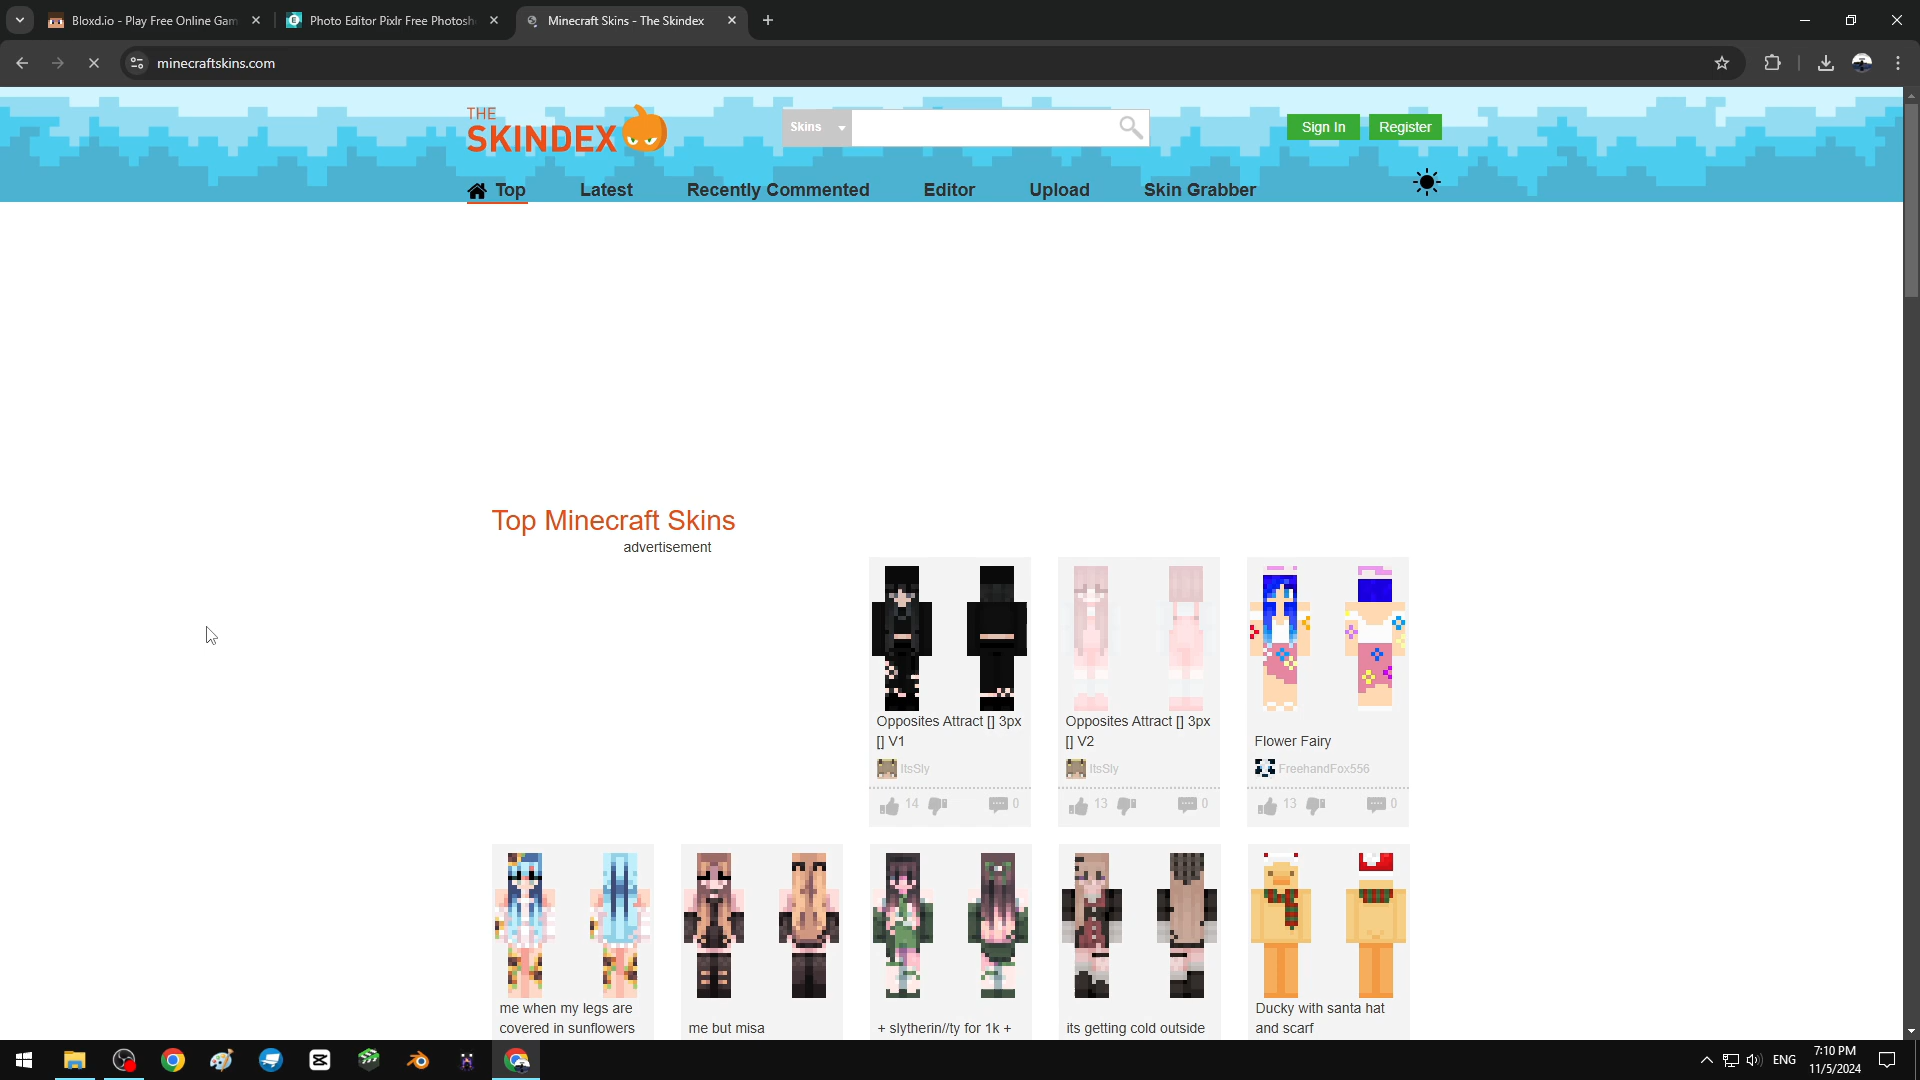 Bloxd.io - Play Free Online Gam
Photo Editor Pixlr Free Photosh
Minecraft Skins - The Skindex
minecraftskins.com
THE
SKINDEX
Skins
Sign In
Register
Top
Latest
Recently Commented
Editor
Upload
Skin Grabber
Top Minecraft Skins
advertisement
Opposites Attract [] 3px
[] V1
ItsSly
14
0
Opposites Attract [] 3px
[] V2
ItsSly
13
0
Flower Fairy
FreehandFox556
13
0
me when my legs are
covered in sunflowers
me but misa
+ slytherin//ty for 1k +
its getting cold outside
Ducky with santa hat
and scarf
ENG
7:10 PM
11/5/2024